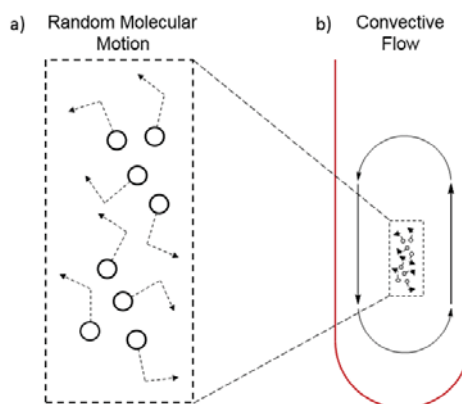 a)
Random Molecular
Motion
b)
Convective
Flow